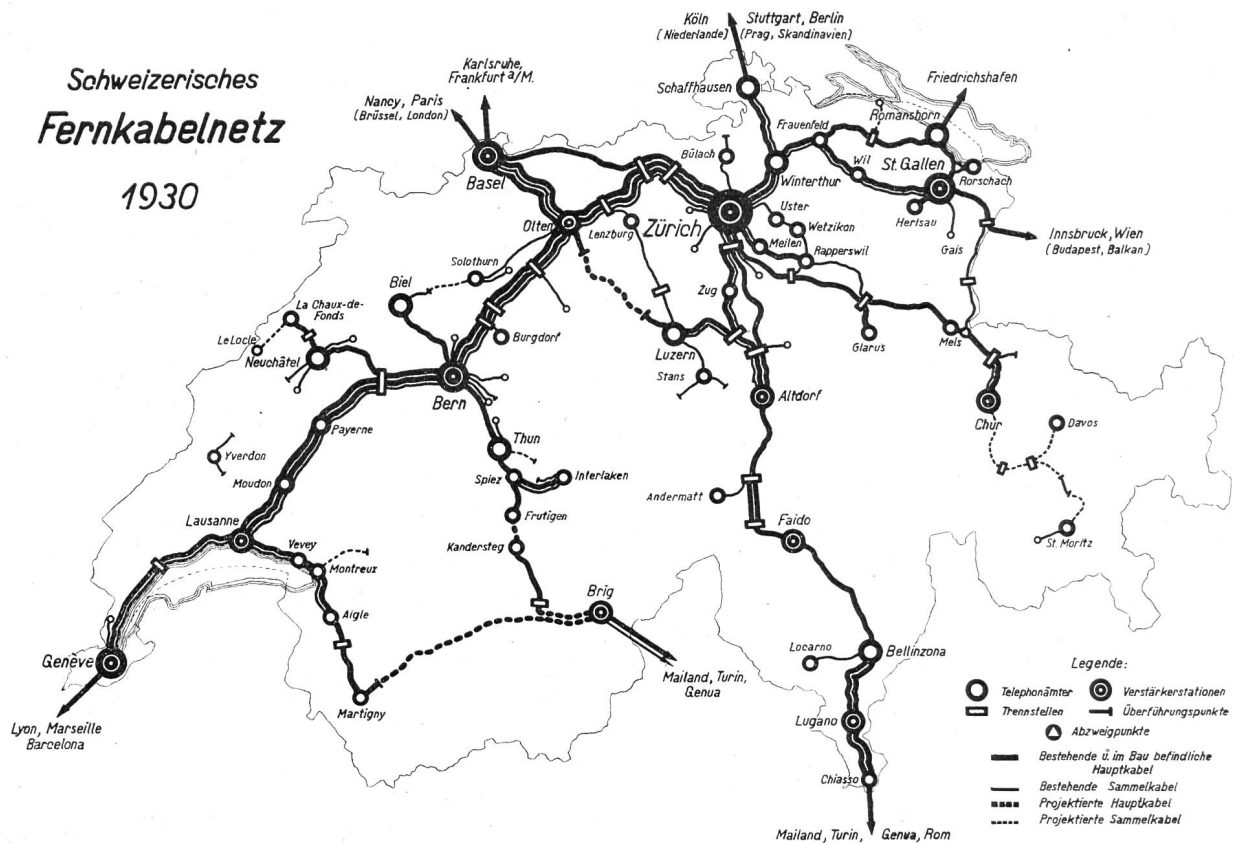 Schweizerisches
Fernkabelnetz
1930
Köln
(Niederlande)
Stuttgart, Berlin
(Prag, Skandinavien)
Karlsruhe,
Frankfurt a/M.
Nancy, Paris
(Brüssel, London)
Friedrichshafen
Schaffhausen
Romanshorn
Frauenfeld
Bülach
Basel
Winterthur
Wil
St. Gallen
Rorschach
Uster
Herisau
Wetzikon
Olten
Lenzburg
Zürich
Meilen
Rapperswil
Gais
Innsbruck, Wien
(Budapest, Balkan)
Solothurn
Biel
Zug
La Chaux-de-
Fonds
Le Locle
Neuchâtel
Burgdorf
Luzern
Glarus
Mels
Stans
Bern
Altdorf
Chur
Davos
Payerne
Thun
Yverdon
Moudon
Spiez
Interlaken
Andermatt
Lausanne
Frutigen
Faido
St. Moritz
Vevey
Montreux
Kandersteg
Aigle
Brig
Genève
Locarno
Bellinzona
Mailand, Turin,
Genua
Martigny
Lugano
Lyon, Marseille
Barcelona
Chiasso
Mailand, Turin, Genua, Rom
Legende:
Telephonämter
Verstärkerstationen
Trennstellen
Überführungspunkte
Abzweigpunkte
Bestehende ü. im Bau befindliche
Hauptkabel
Bestehende Sammelkabel
Projektierte Hauptkabel
Projektierte Sammelkabel